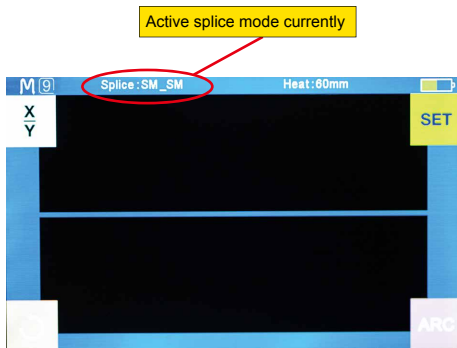 Active splice mode currently
M 9 Splice:SM_SM Heat:60mm
X
Y
SET
ARC